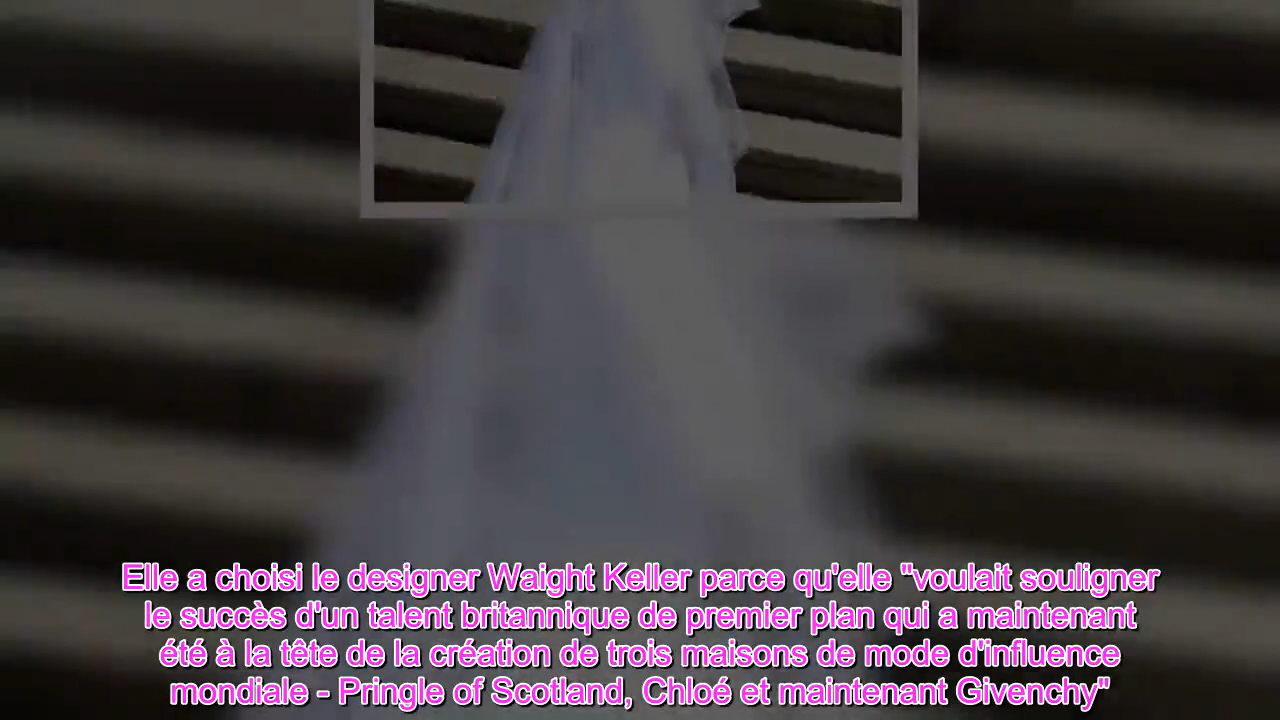 Elle a choisi le designer Waight Keller parce qu'elle "voulait souligner
le succès d'un talent britannique de premier plan qui a maintenant
été à la tête de la création de trois maisons de mode d'influence
mondiale - Pringle of Scotland, Chloé et maintenant Givenchy"